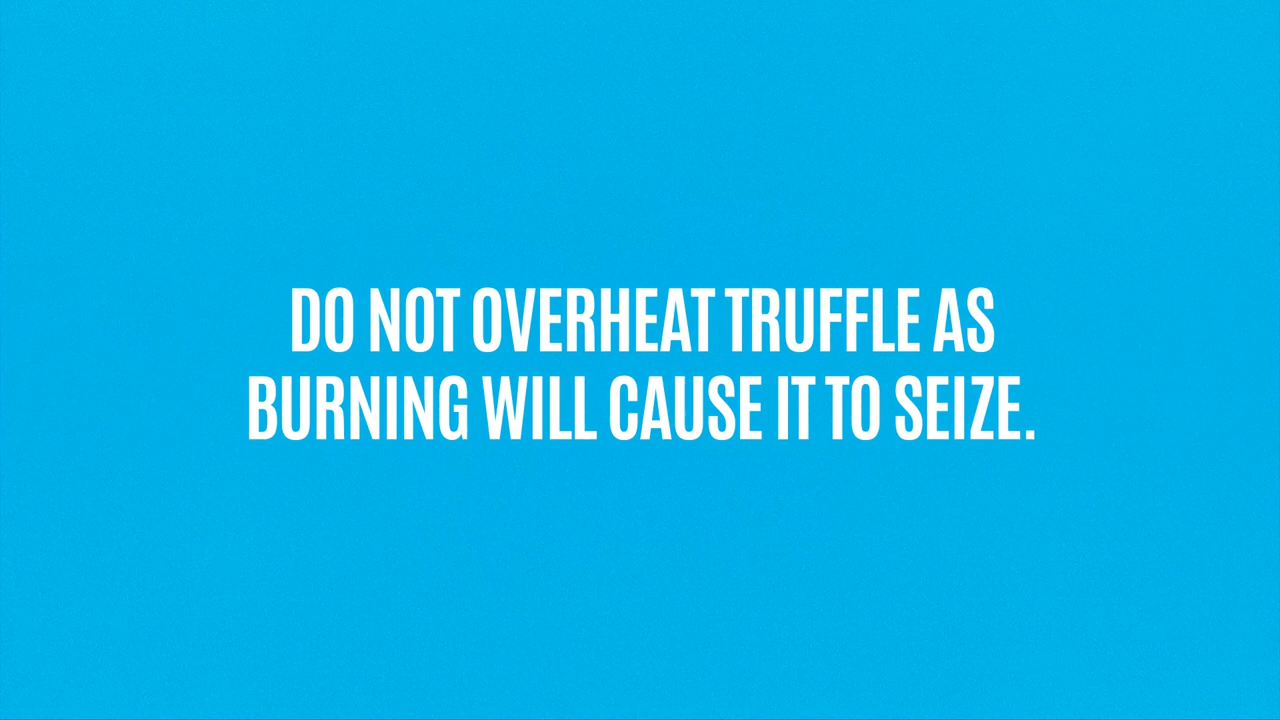 DO NOT OVERHEAT TRUFFLE AS
BURNING WILL CAUSE IT TO SEIZE.